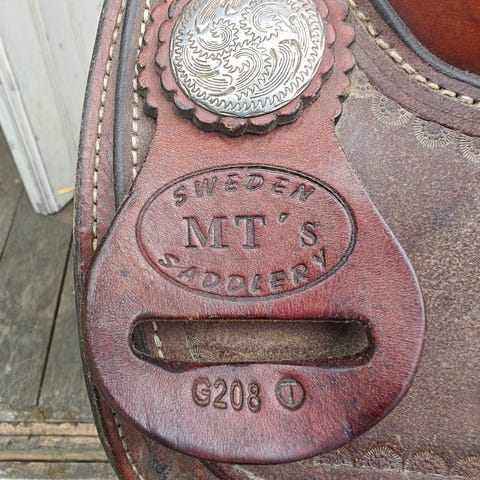 SWEDEN
MT's
SADDLERY
G208 T